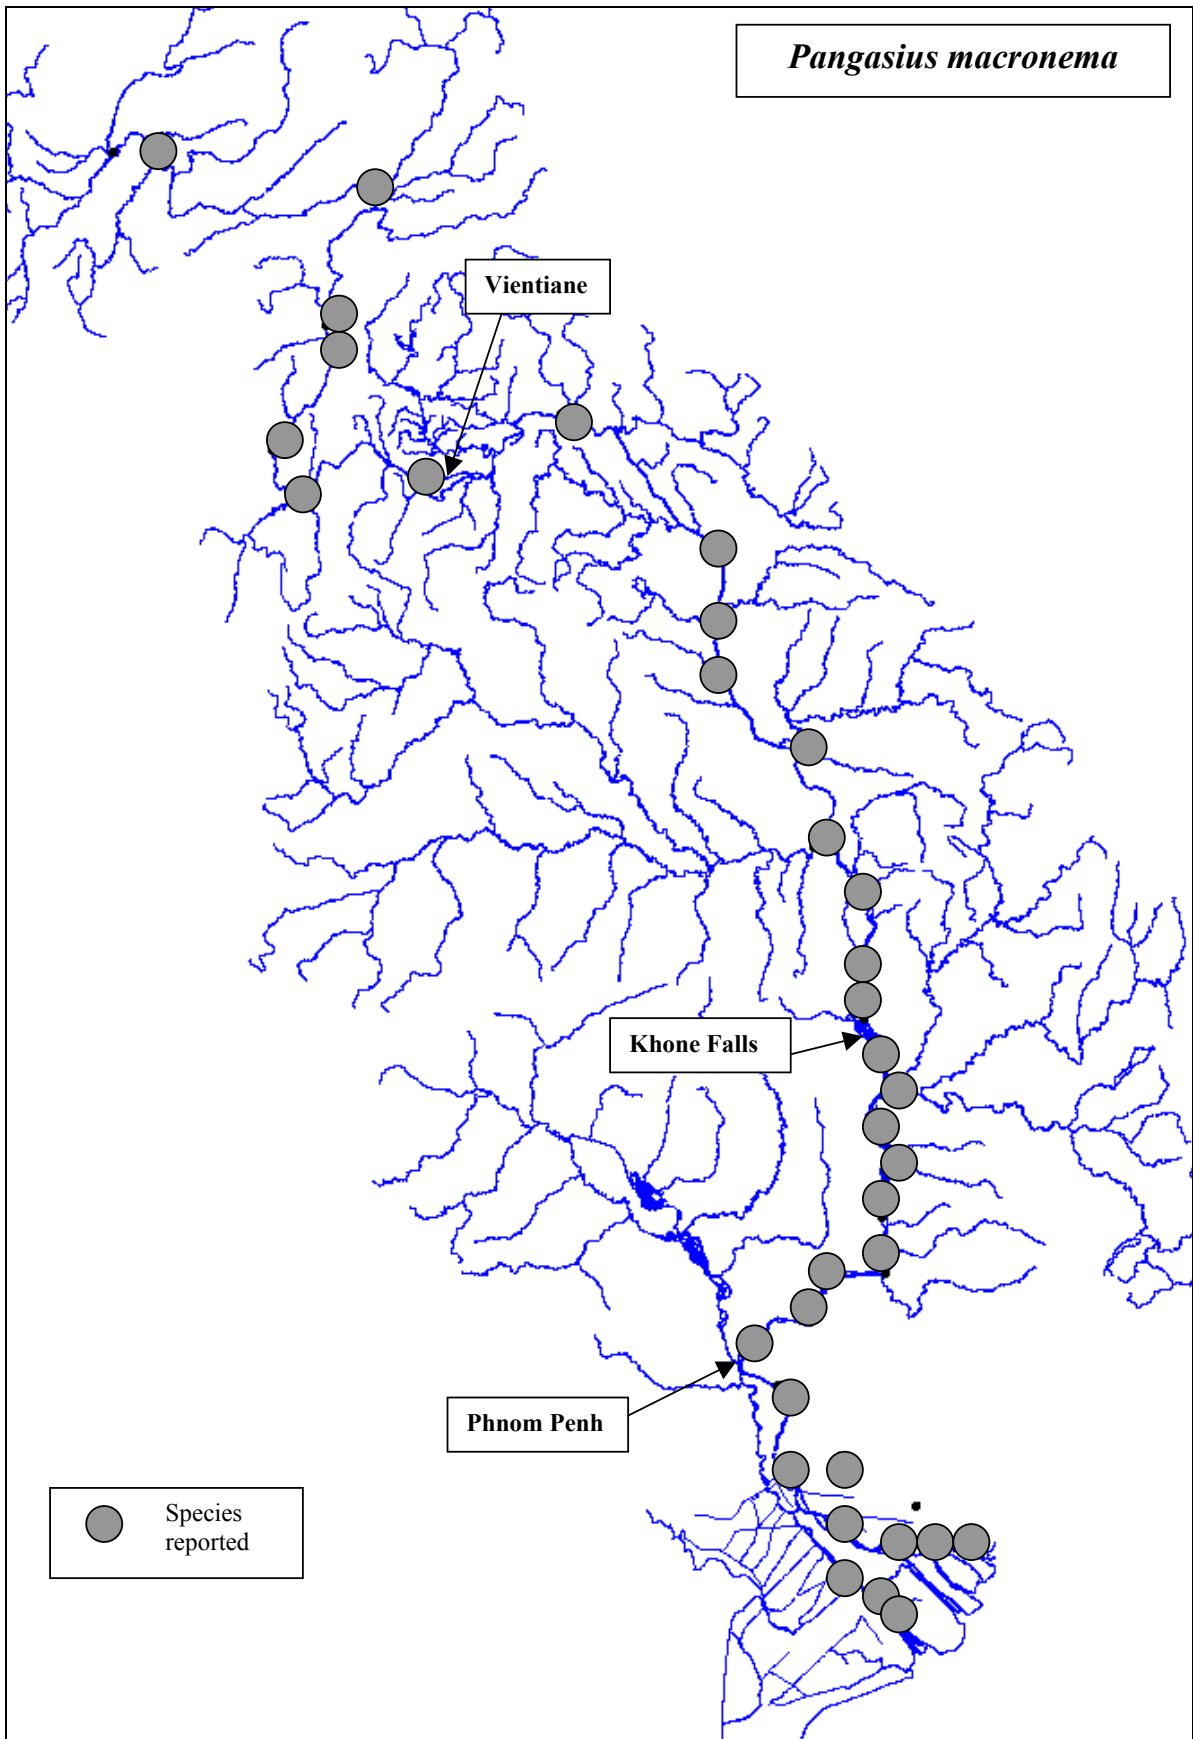 Pangasius macronema
Vientiane
Khone Falls
Phnom Penh
Species
reported